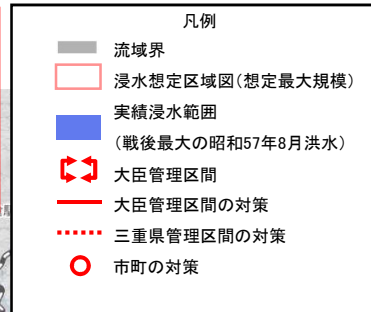 凡例
流域界
浸水想定区域図(想定最大規模)
実績浸水範囲
(戦後最大の昭和57年8月洪水)
大臣管理区間
大臣管理区間の対策
三重県管理区間の対策
市町の対策